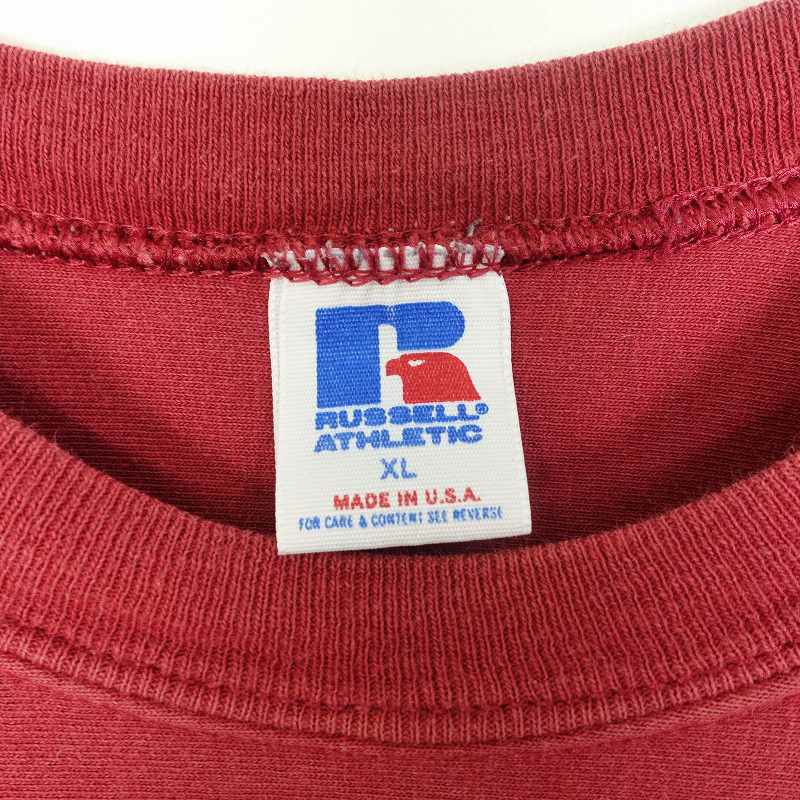 R
RUSSELL®
ATHLETIC
XL
MADE IN U.S.A.
FOR CARE & CONTENT SEE REVERSE